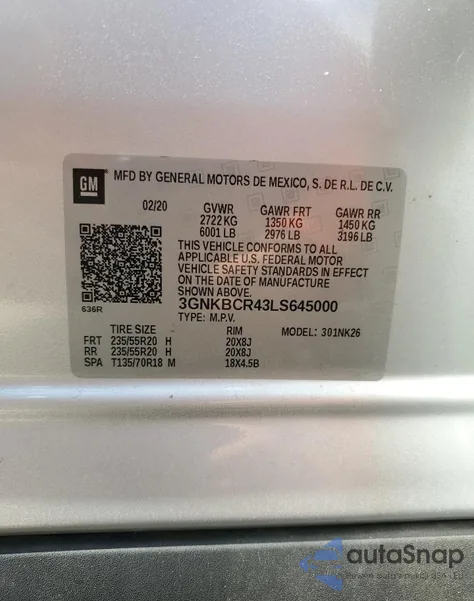 GM MFD BY GENERAL MOTORS DE MEXICO, S. DE R.L. DE C.V.
02/20 GVWR GAWR FRT GAWR RR
2722 KG 1350 KG 1450 KG
6001 LB 2976 LB 3196 LB
THIS VEHICLE CONFORMS TO ALL
APPLICABLE U.S. FEDERAL MOTOR
VEHICLE SAFETY STANDARDS IN EFFECT
ON THE DATE OF MANUFACTURE
SHOWN ABOVE.
636R 3GNKBCR43LS645000
TYPE: M.P.V.
TIRE SIZE RIM MODEL: 301NK26
FRT 235/55R20 H 20X8J
RR 235/55R20 H 20X8J
SPA T135/70R18 M 18X4.5B
autoSnap